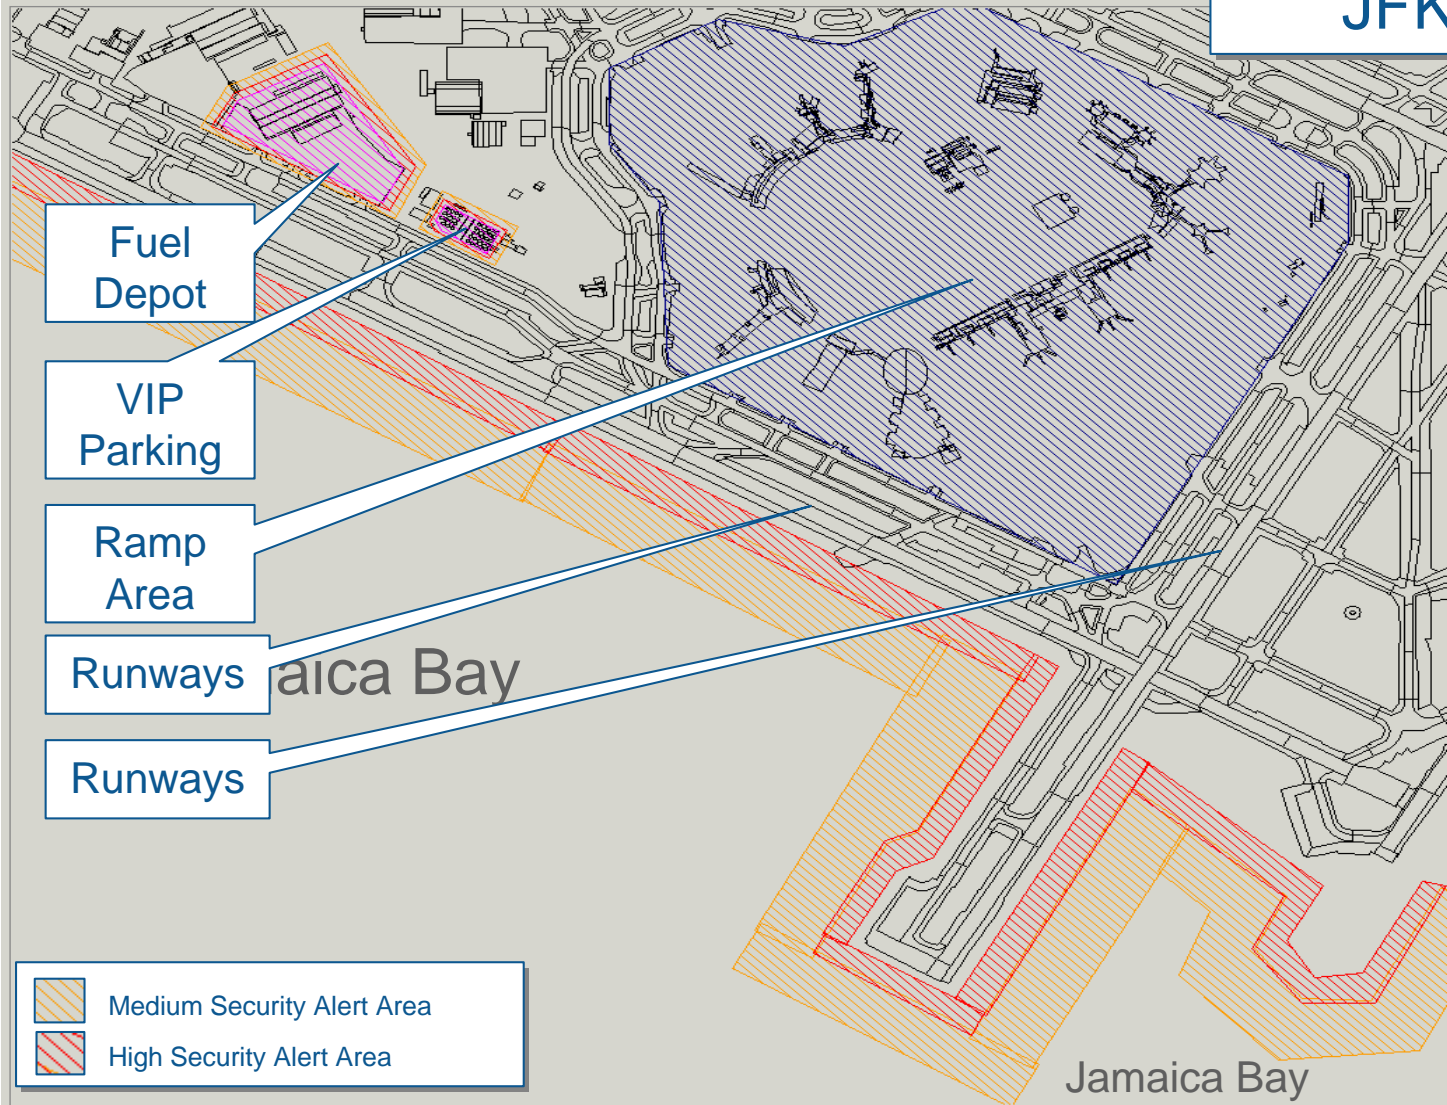 JFK
Fuel
Depot
VIP
Parking
Ramp
Area
Runways
aica Bay
Runways
Medium Security Alert Area
High Security Alert Area
Jamaica Bay